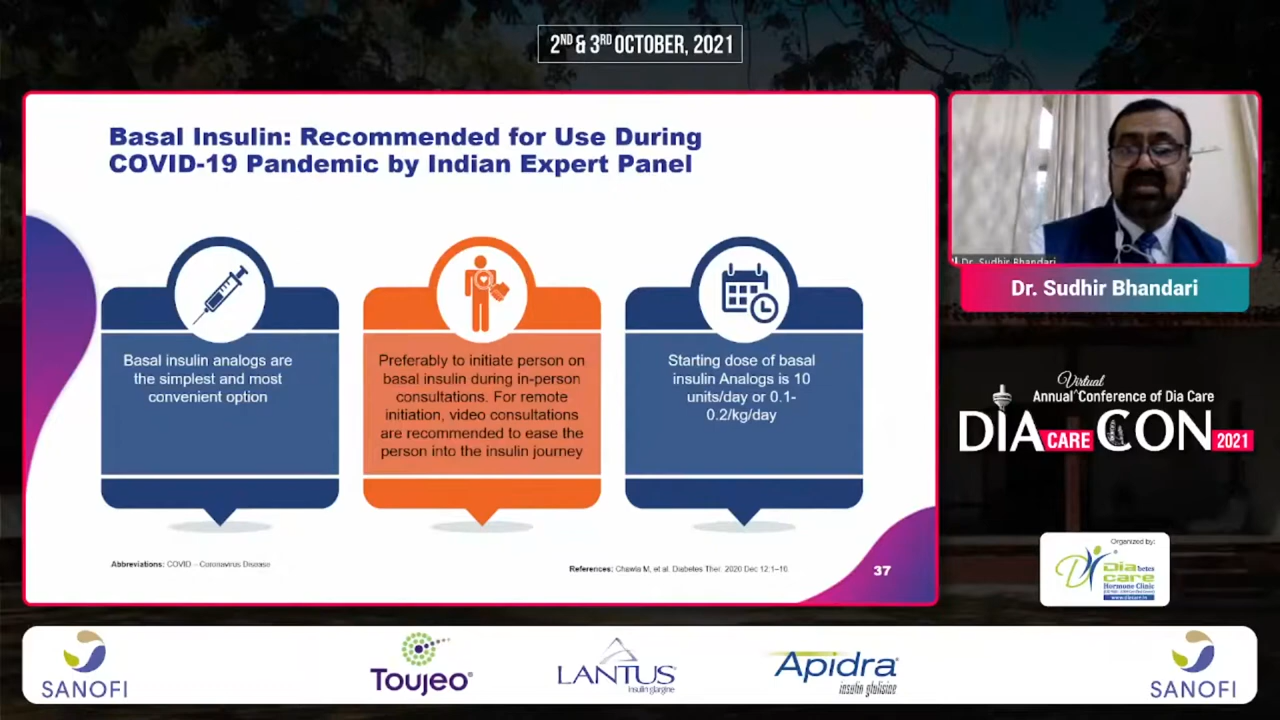 2ND & 3RD OCTOBER, 2021
Basal Insulin: Recommended for Use During
COVID-19 Pandemic by Indian Expert Panel
Basal insulin analogs are
the simplest and most
convenient option
Preferably to initiate person on
basal insulin during in-person
consultations. For remote
initiation, video consultations
are recommended to ease the
person into the insulin journey
Starting dose of basal
insulin Analogs is 10
units/day or 0.1-
0.2/kg/day
Abbreviations: COVID – Coronavirus Disease
References: Chawla M, et al. Diabetes Ther. 2020 Dec 12:1–16.
37
Dr. Sudhir Bhandari
Dr. Sudhir Bhandari
Virtual
Annual^Conference of Dia Care
DIA CARE CON 2021
Organized by:
Diabetes
care
Hormone Clinic
www.diacare.in
SANOFI
Toujeo®
LANTUS®
insulin glargine
Apidra®
insulin glulisine
SANOFI